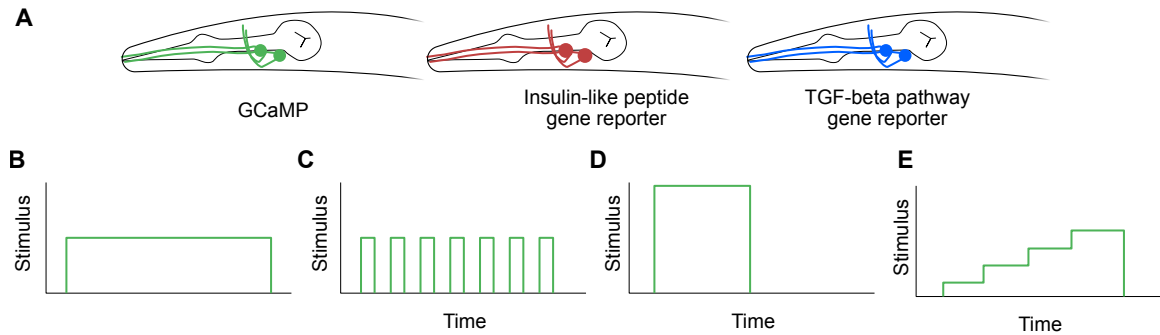 A
GCaMP
Insulin-like peptide
gene reporter
TGF-beta pathway
gene reporter
B
Stimulus
C
Stimulus
Time
D
Stimulus
Time
E
Stimulus
Time